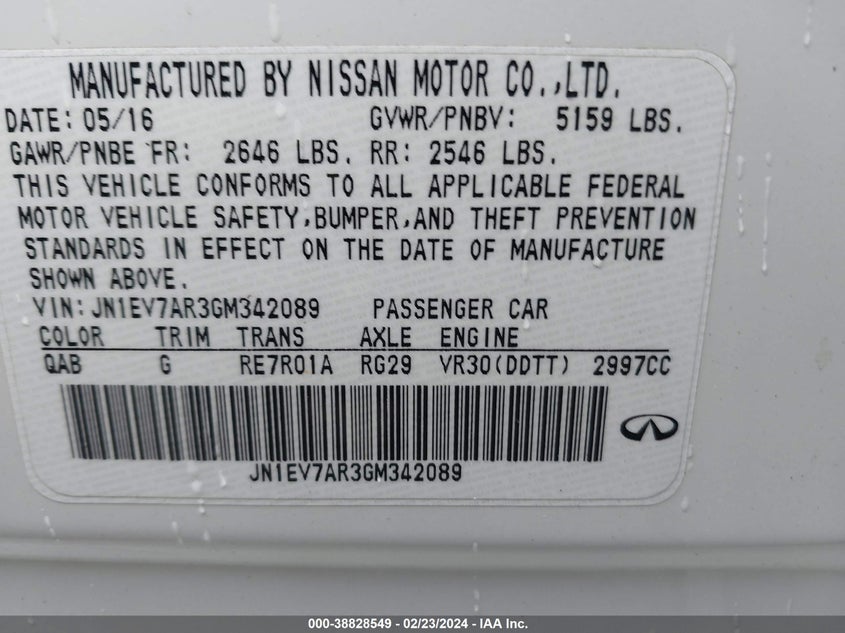 MANUFACTURED BY NISSAN MOTOR CO.,LTD.
DATE: 05/16 GVWR/PNBV: 5159 LBS.
GAWR/PNBE FR: 2646 LBS. RR: 2546 LBS.
THIS VEHICLE CONFORMS TO ALL APPLICABLE FEDERAL
MOTOR VEHICLE SAFETY,BUMPER,AND THEFT PREVENTION
STANDARDS IN EFFECT ON THE DATE OF MANUFACTURE
SHOWN ABOVE.
VIN:JN1EV7AR3GM342089 PASSENGER CAR
COLOR TRIM TRANS AXLE ENGINE
QAB G RE7R01A RG29 VR30(DDTT) 2997CC
JN1EV7AR3GM342089
000-38828549 - 02/23/2024 - IAA Inc.